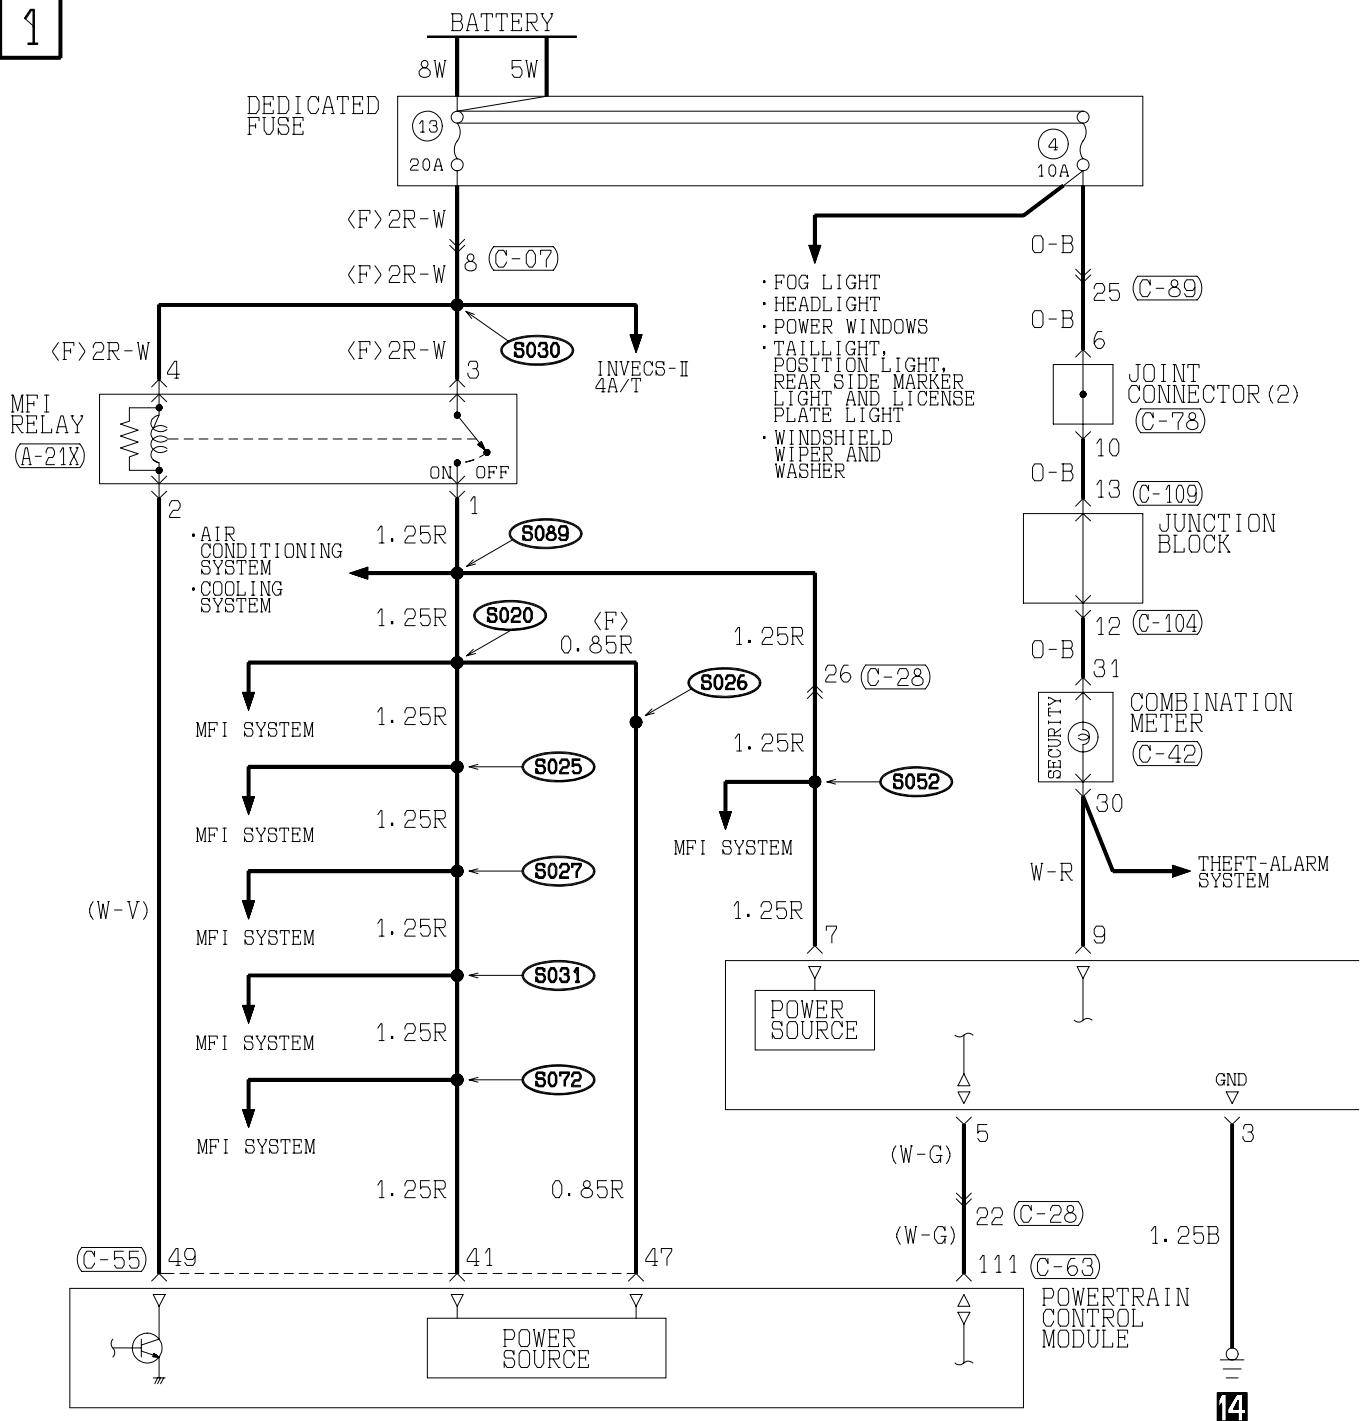 1
BATTERY
8W
5W
DEDICATED
FUSE
13
20A
4
10A
<F>2R-W
8
(C-07)
<F>2R-W
O-B
25
(C-89)
O-B
6
・FOG LIGHT
・HEADLIGHT
・POWER WINDOWS
・TAILLIGHT,
POSITION LIGHT,
REAR SIDE MARKER
LIGHT AND LICENSE
PLATE LIGHT
・WINDSHIELD
WIPER AND
WASHER
<F>2R-W
4
<F>2R-W
3
S030
INVECS-Ⅱ
4A/T
JOINT
CONNECTOR(2)
(C-78)
MFI
RELAY
(A-21X)
ON
OFF
10
O-B
13
(C-109)
2
1
JUNCTION
BLOCK
・AIR
CONDITIONING
SYSTEM
・COOLING
SYSTEM
1.25R
S089
1.25R
S020
<F>
0.85R
1.25R
12
(C-104)
O-B
31
26
(C-28)
S026
MFI SYSTEM
1.25R
1.25R
SECURITY
COMBINATION
METER
(C-42)
S025
S052
30
MFI SYSTEM
1.25R
MFI SYSTEM
S027
W-R
THEFT-ALARM
SYSTEM
(W-V)
MFI SYSTEM
1.25R
1.25R
7
9
S031
POWER
SOURCE
MFI SYSTEM
1.25R
S072
GND
MFI SYSTEM
5
3
(W-G)
1.25R
0.85R
22
(C-28)
(W-G)
1.25B
(C-55)
49
41
47
111
(C-63)
POWERTRAIN
CONTROL
MODULE
POWER
SOURCE
14